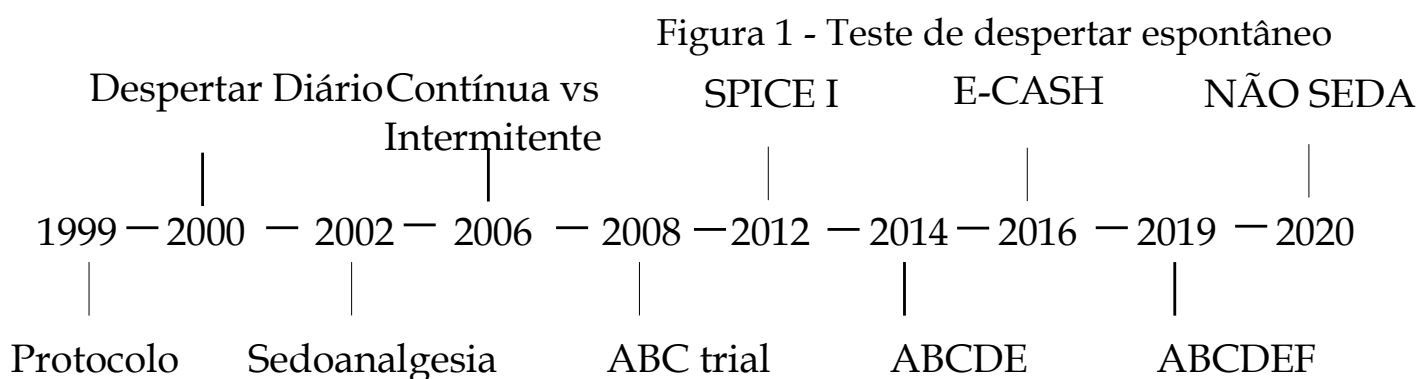 Figura 1 - Teste de despertar espontâneo
Despertar Diário Contínua vs SPICE I E-CASH NÃO SEDA
Intermitente
1999 — 2000 — 2002 — 2006 — 2008 — 2012 — 2014 — 2016 — 2019 — 2020
Protocolo Sedoanalgesia ABC trial ABCDE ABCDEF